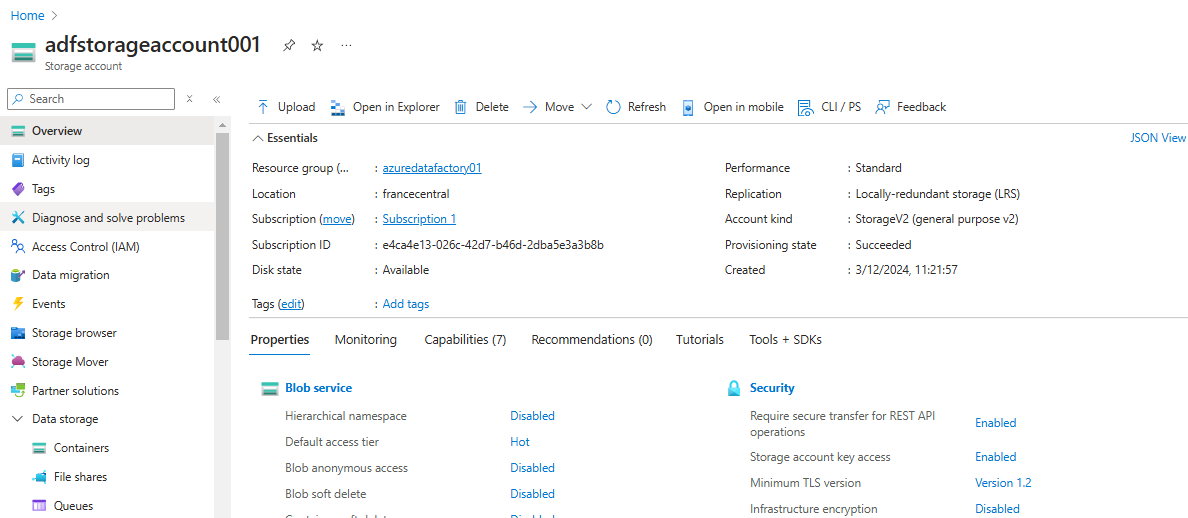 Home
adfstorageaccount001
Storage account
Search
Upload
Open in Explorer
Delete
Move
Refresh
Open in mobile
CLI / PS
Feedback
Overview
Activity log
Tags
Diagnose and solve problems
Access Control (IAM)
Data migration
Events
Storage browser
Storage Mover
Partner solutions
Data storage
Containers
File shares
Queues
Essentials
JSON View
Resource group (... : azuredatafactory01
Location : francecentral
Subscription (move) : Subscription 1
Subscription ID : e4ca4e13-026c-42d7-b46d-2dba5e3a3b8b
Disk state : Available
Tags (edit) : Add tags
Performance : Standard
Replication : Locally-redundant storage (LRS)
Account kind : StorageV2 (general purpose v2)
Provisioning state : Succeeded
Created : 3/12/2024, 11:21:57
Properties Monitoring Capabilities (7) Recommendations (0) Tutorials Tools + SDKs
Blob service
Hierarchical namespace Disabled
Default access tier Hot
Blob anonymous access Disabled
Blob soft delete Disabled
Security
Require secure transfer for REST API
operations Enabled
Storage account key access Enabled
Minimum TLS version Version 1.2
Infrastructure encryption Disabled